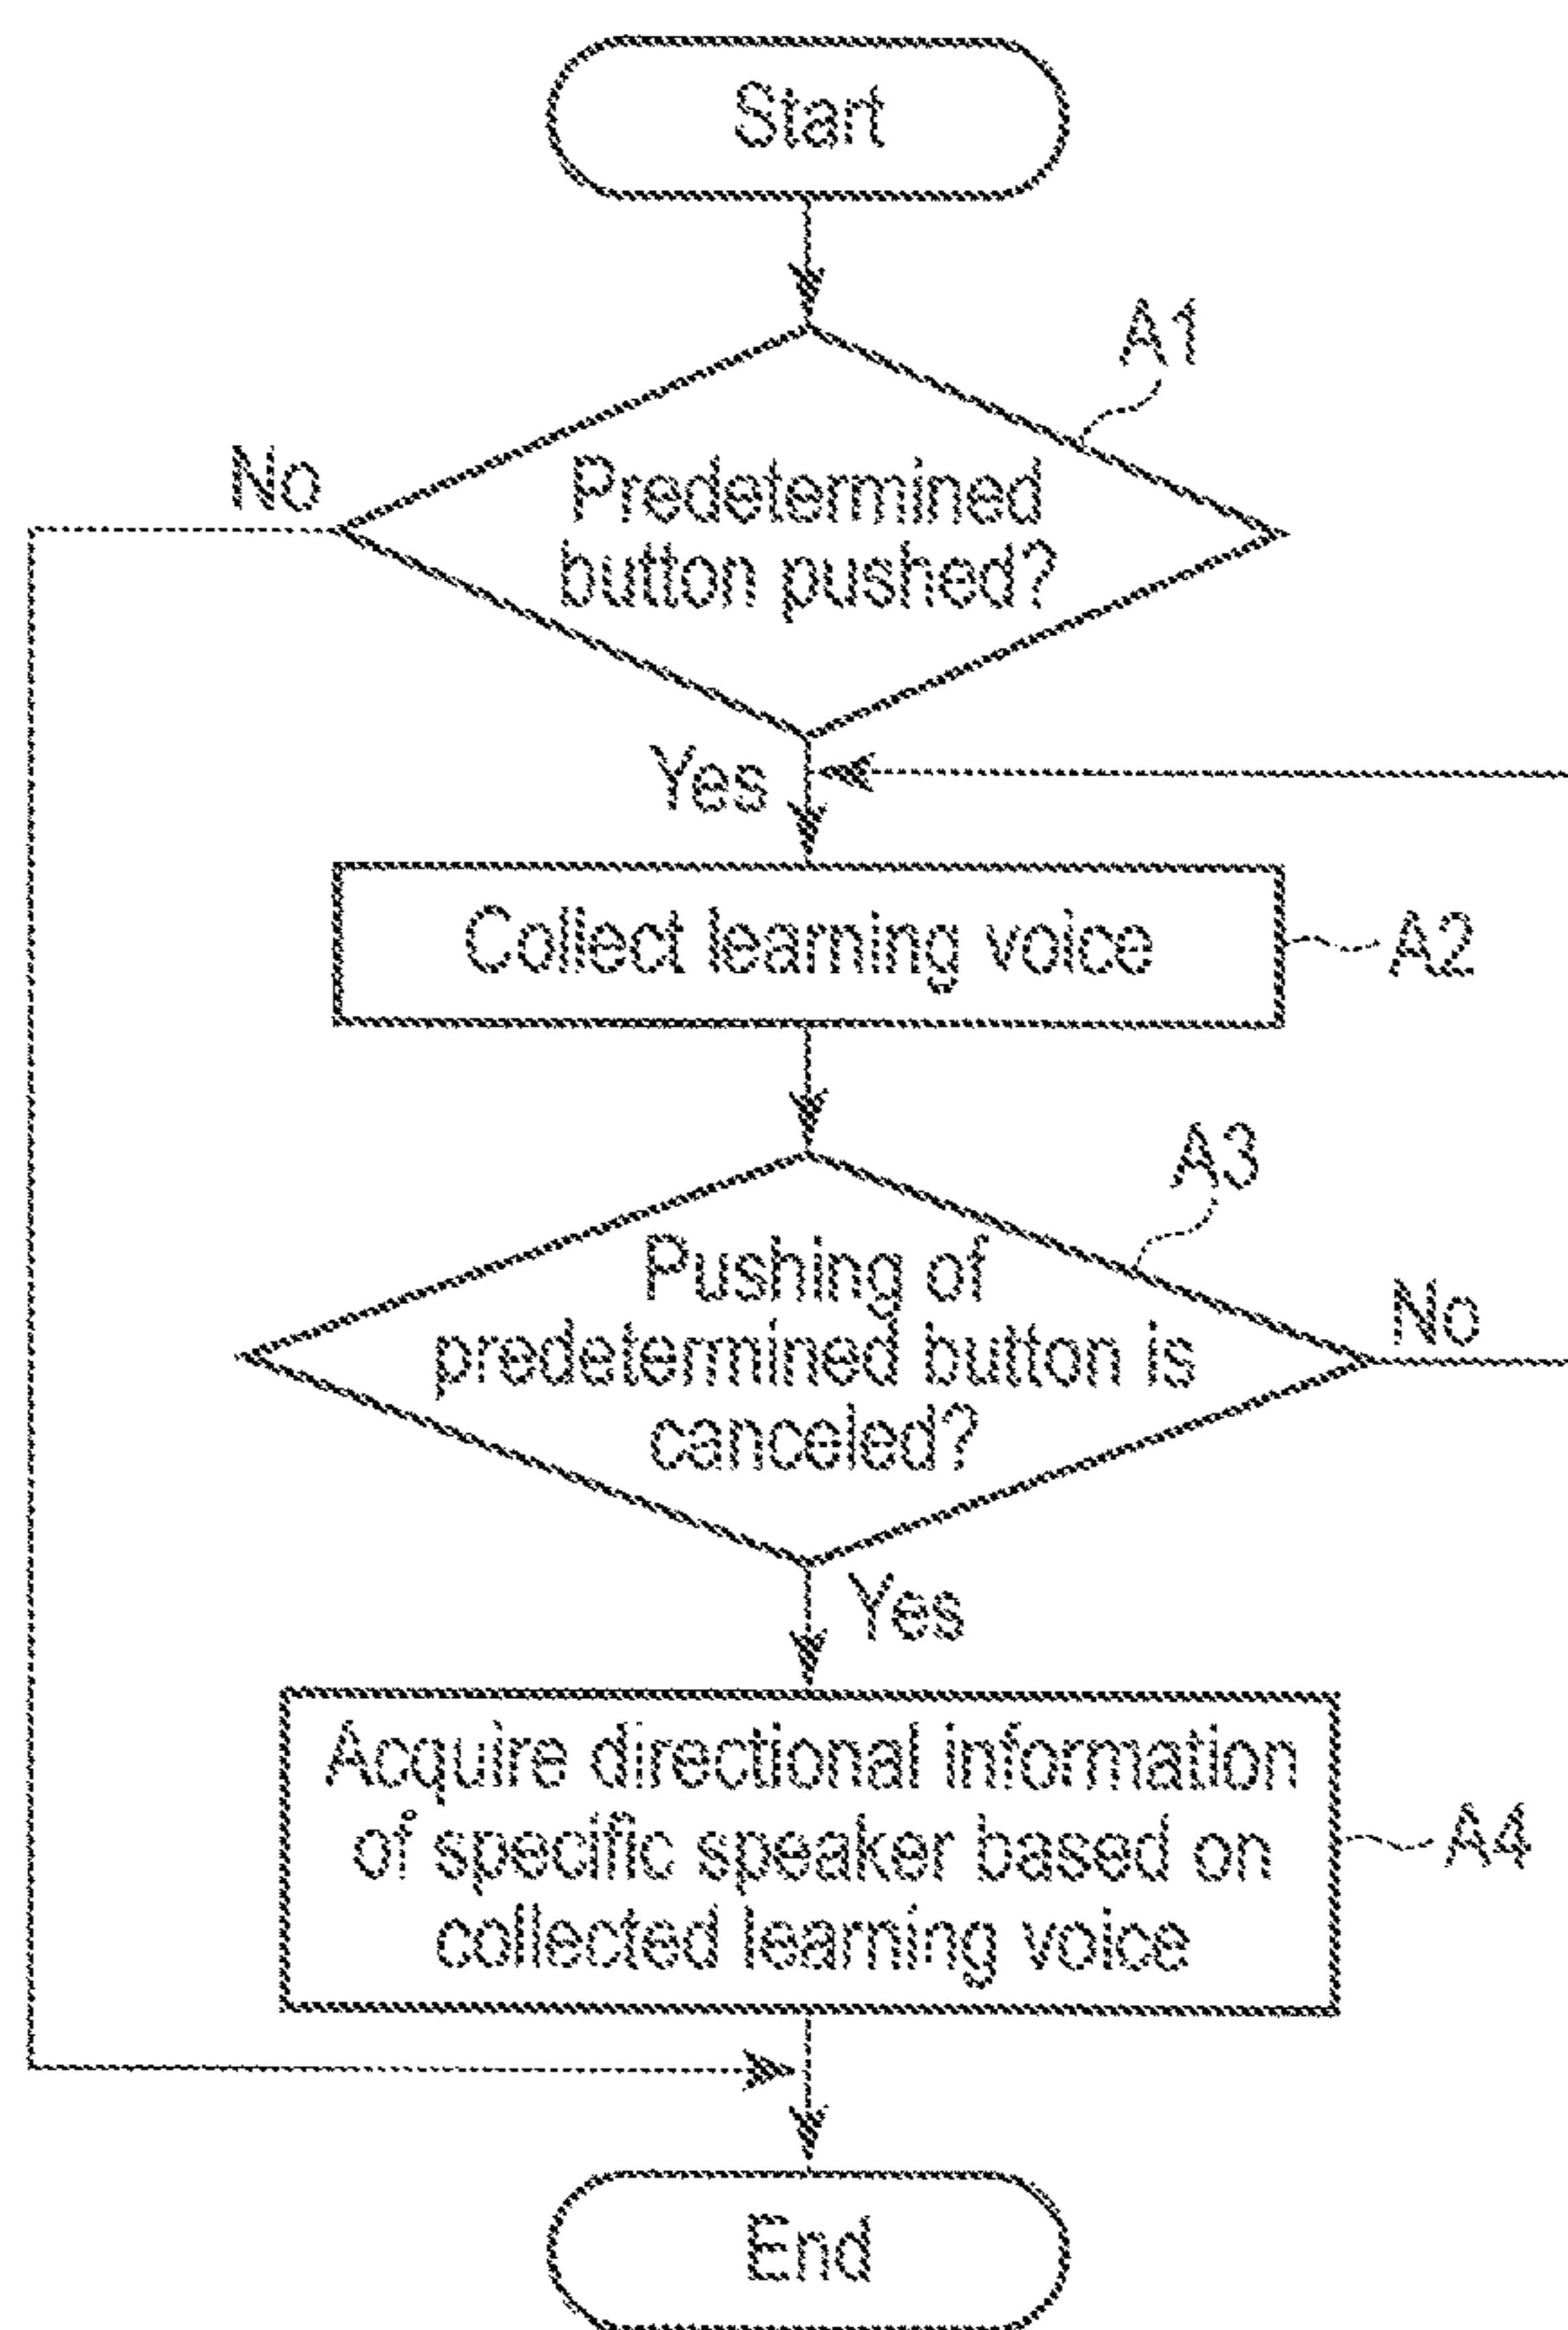 Start
A1
No
Predetermined
button pushed?
Yes
Collect learning voice
A2
A3
Pushing of
predetermined button is
canceled?
No
Yes
Acquire directional information
of specific speaker based on
collected learning voice
A4
End